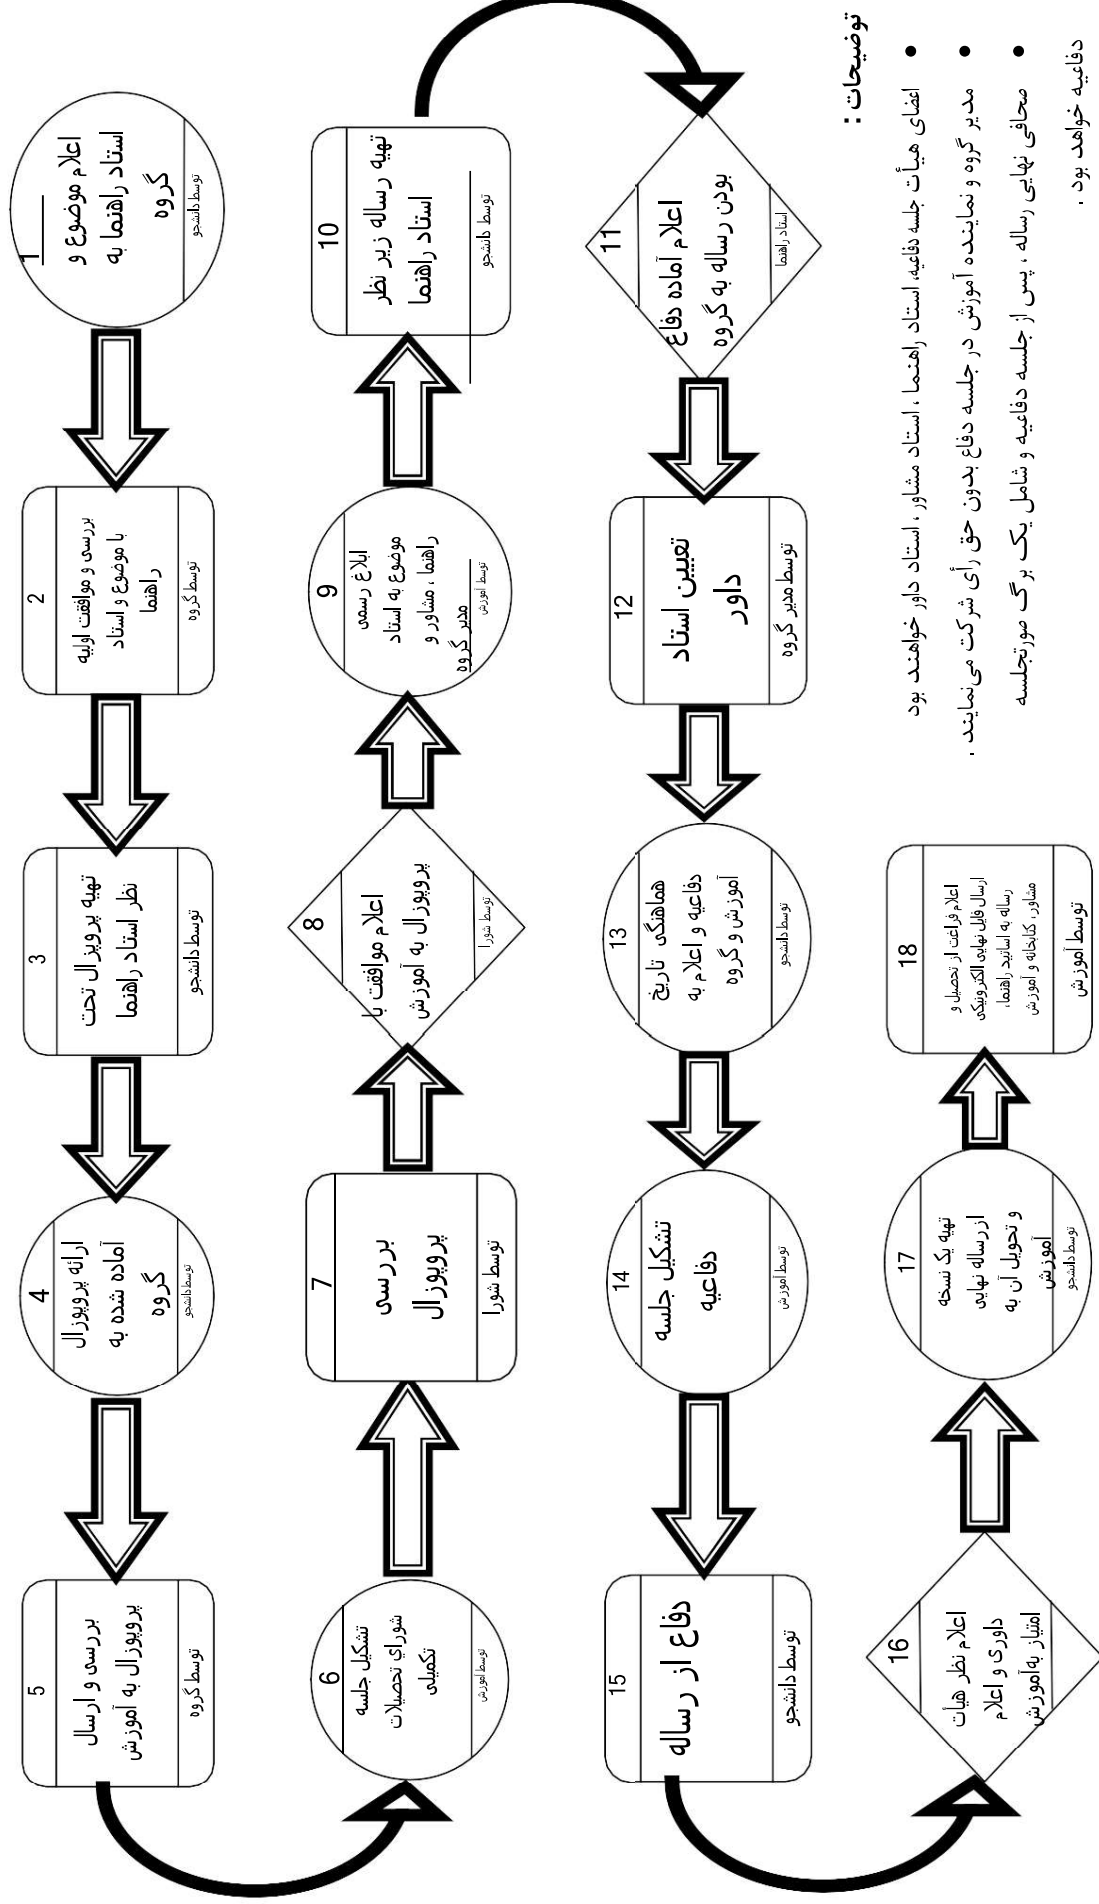 1
اعلام موضوع و
استاد راهنما به
گروه
توسط دانشجو
2
بررسی و موافقت اولیه
با موضوع و استاد
راهنما
توسط گروه
3
تهیه پروپزال تحت
نظر استاد راهنما
توسط دانشجو
4
ارائه پروپوزال
آماده شده به
گروه
توسط دانشجو
5
بررسی و ارسال
پروپوزال به آموزش
توسط گروه
6
تشکیل جلسه
شورای تحصیلات
تکمیلی
توسط آموزش
7
بررسی
پروپوزال
توسط شورا
8
اعلام موافقت با
پروپوزال به آموزش
توسط شورا
9
ابلاغ رسمی
موضوع به استاد
راهنما ، مشاور و
مدیر گروه
توسط آموزش
10
تهیه رساله زیر نظر
استاد راهنما
توسط دانشجو
11
اعلام آماده دفاع
بودن رساله به گروه
استاد راهنما
12
تعیین استاد
داور
توسط مدیر گروه
13
هماهنگی تاریخ
دفاعیه و اعلام به
آموزش و گروه
توسط دانشجو
14
تشکیل جلسه
دفاعیه
توسط آموزش
15
دفاع از رساله
توسط دانشجو
16
اعلام نظر هیأت
داوری و اعلام
امتیاز به آموزش
17
تهیه یک نسخه
از رساله نهایی
و تحویل آن به
آموزش
توسط دانشجو
18
اعلام فراغت از تحصیل و
ارسال فایل نهایی الکترونیکی
رساله به اساتید راهنما،
مشاور، کتابخانه و آموزش
توسط آموزش
توضیحات :
• اعضای هیأت جلسه دفاعیه، استاد راهنما ، استاد مشاور ، استاد داور خواهند بود
• مدیر گروه و نماینده آموزش در جلسه دفاع بدون حق رأی شرکت می‌نمایند .
• صحافی نهایی رساله ، پس از جلسه دفاعیه و شامل یک برگ صورتجلسه
دفاعیه خواهد بود .